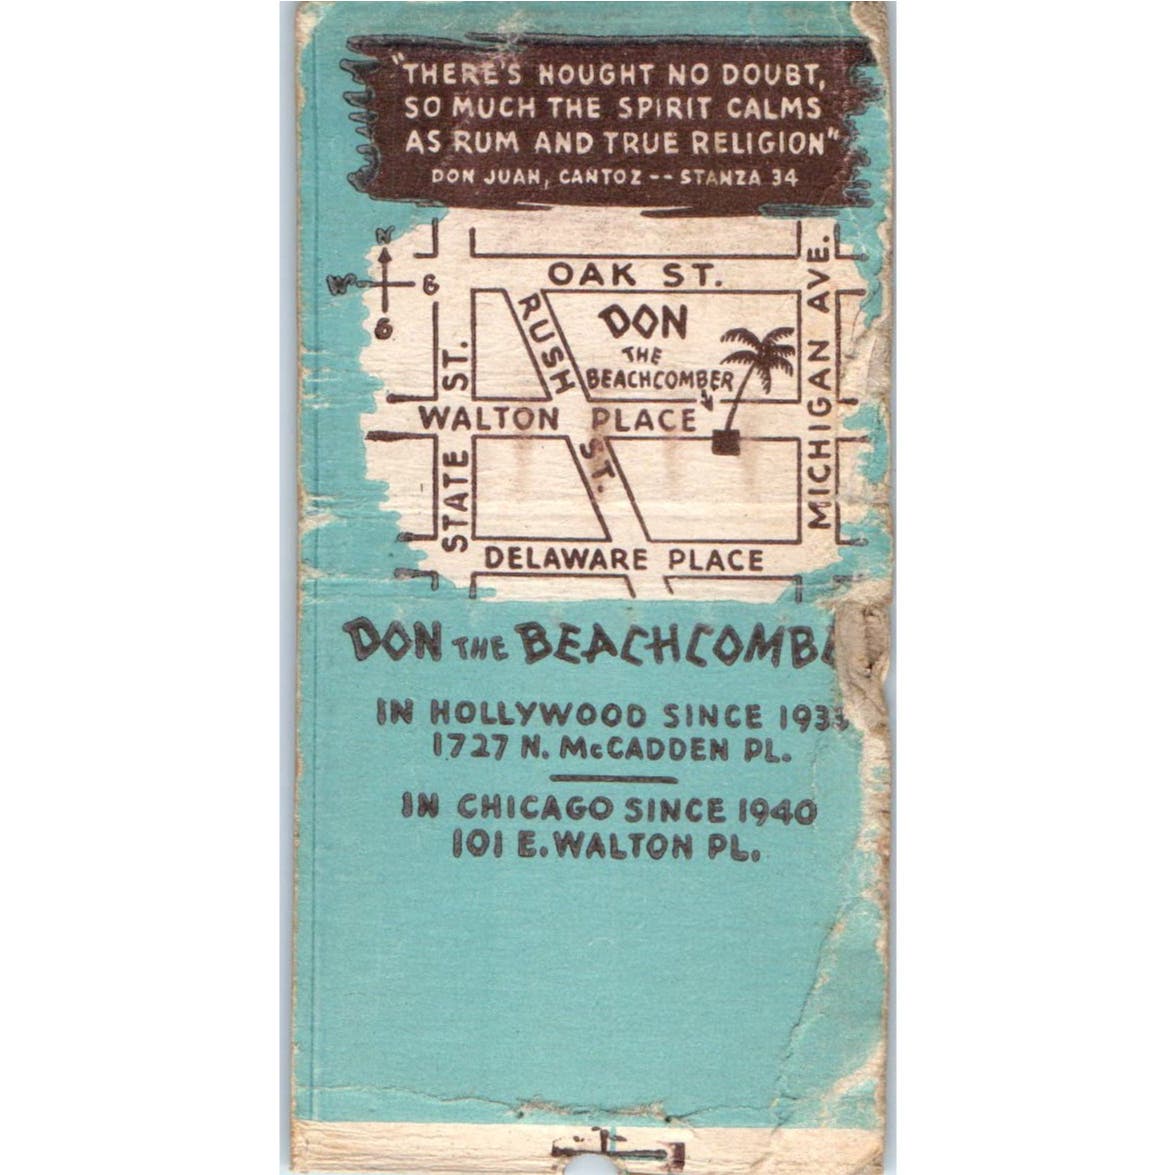 "THERE'S NOUGHT NO DOUBT,
SO MUCH THE SPIRIT CALMS
AS RUM AND TRUE RELIGION"
DON JUAN, CANTO2 -- STANZA 34
N
W
E
S
OAK ST.
MICHIGAN AVE.
RUSH ST.
STATE ST.
DON
THE
BEACHCOMBER
WALTON PLACE
DELAWARE PLACE
DON THE BEACHCOMBE
IN HOLLYWOOD SINCE 1933
1727 N. McCADDEN PL.
IN CHICAGO SINCE 1940
101 E. WALTON PL.